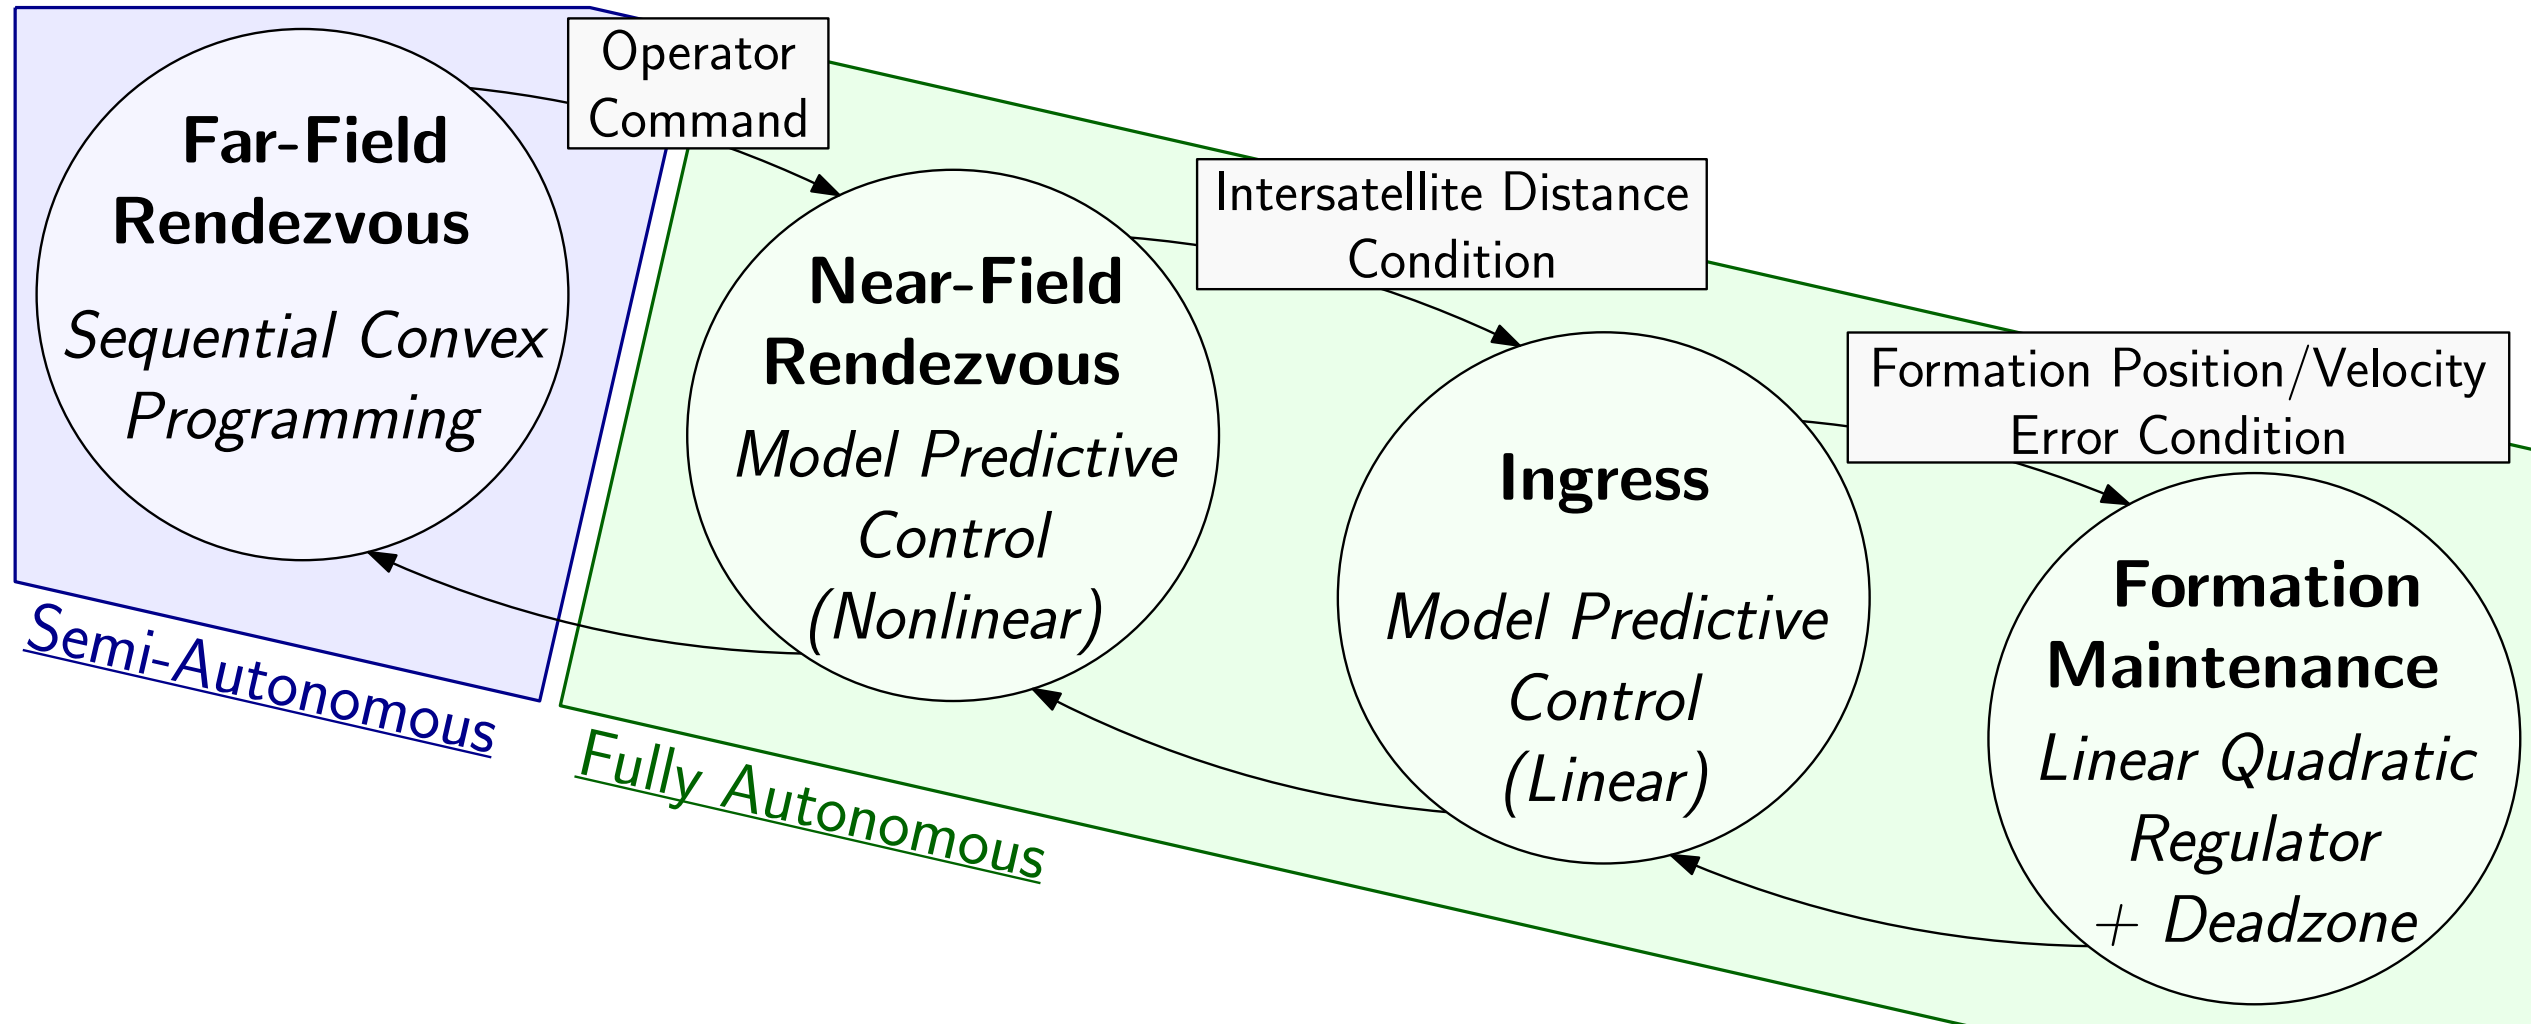 Operator
Command
Far-Field
Rendezvous
Sequential Convex
Programming
Semi-Autonomous
Intersatellite Distance
Condition
Near-Field
Rendezvous
Model Predictive
Control
(Nonlinear)
Fully Autonomous
Formation Position/Velocity
Error Condition
Ingress
Model Predictive
Control
(Linear)
Formation
Maintenance
Linear Quadratic
Regulator
+ Deadzone